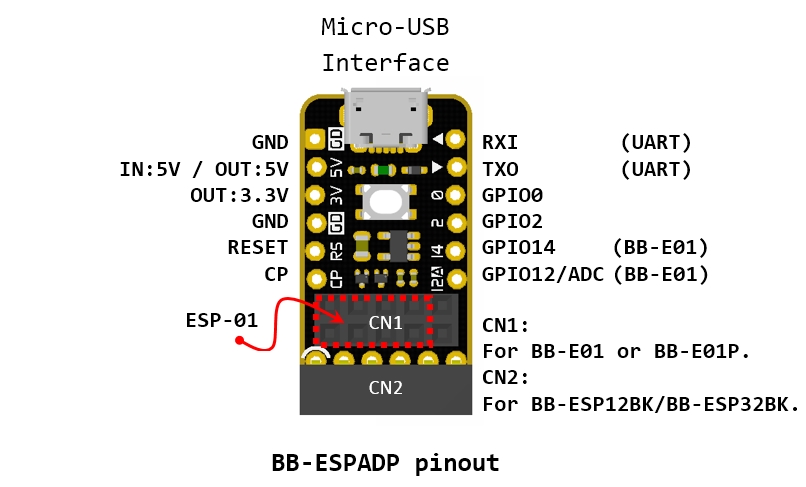 Micro-USB
Interface
GND GD RXI (UART)
IN:5V / OUT:5V 5V TXO (UART)
OUT:3.3V 3V 0 GPIO0
GND GD 2 GPIO2
RESET RS 14 GPIO14 (BB-E01)
CP CP 12A GPIO12/ADC (BB-E01)
ESP-01 CN1 CN1:
For BB-E01 or BB-E01P.
CN2 CN2:
For BB-ESP12BK/BB-ESP32BK.
BB-ESPADP pinout